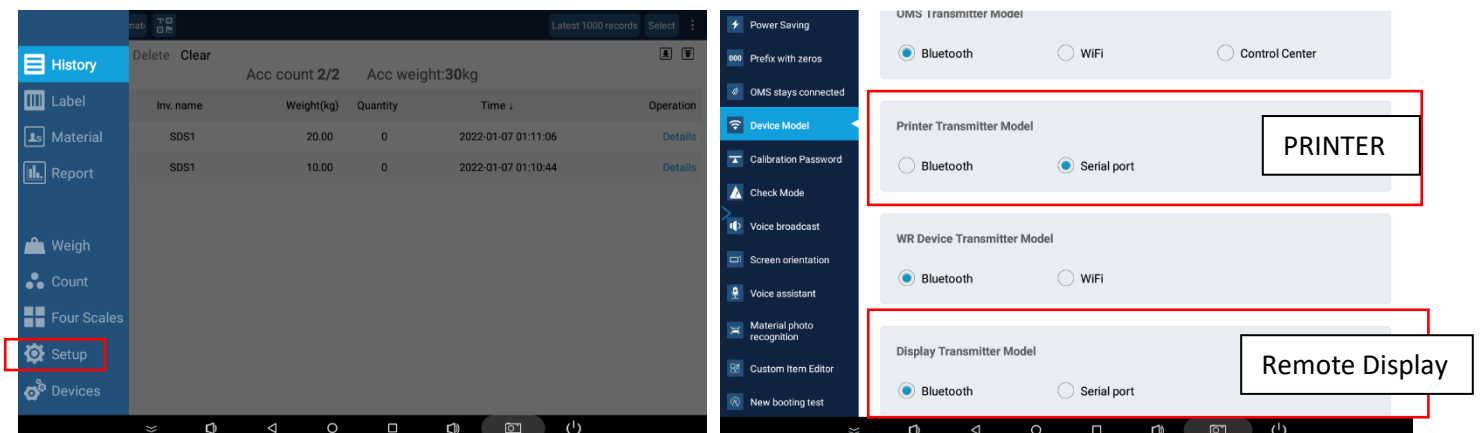 mat
Latest 1000 records Select
History
Delete Clear
Acc count 2/2 Acc weight:30kg
Label
Inv. name Weight(kg) Quantity Time ↓ Operation
Material
SDS1 20.00 0 2022-01-07 01:11:06 Details
Report
SDS1 10.00 0 2022-01-07 01:10:44 Details
Weigh
Count
Four Scales
Setup
Devices
Power Saving
000 Prefix with zeros
OMS stays connected
Device Model
Calibration Password
Check Mode
Voice broadcast
Screen orientation
Voice assistant
Material photo
recognition
Custom Item Editor
New booting test
OMS Transmitter Model
Bluetooth WiFi Control Center
Printer Transmitter Model
PRINTER
Bluetooth Serial port
WR Device Transmitter Model
Bluetooth WiFi
Display Transmitter Model
Remote Display
Bluetooth Serial port